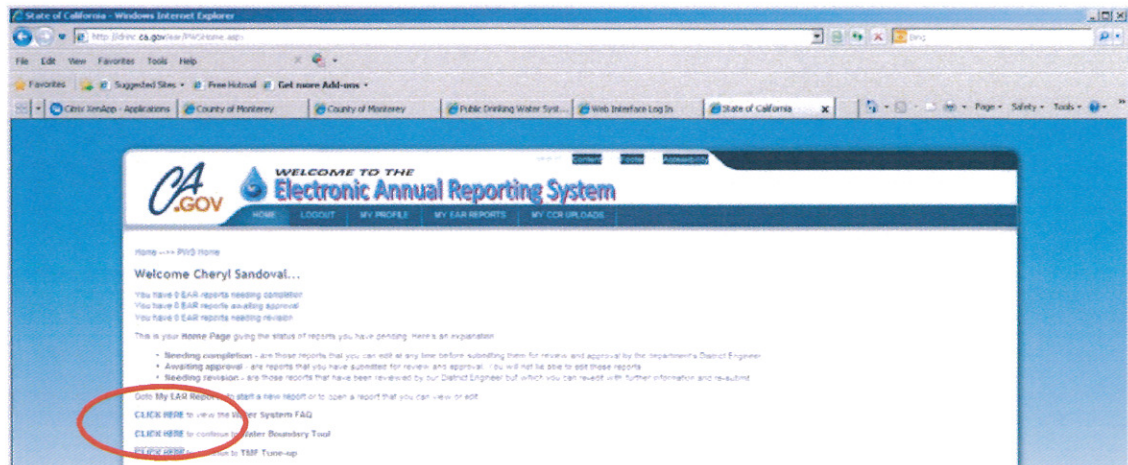 State of California - Windows Internet Explorer
ca.gov
Bing
File Edit View Favorites Tools Help
Favorites Suggested Sites Free Hotmail Get more Add-ons
Citrix XenApp - Applications County of Monterey County of Monterey Public Drinking Water Syst... Web Interface Log In State of California Page Safety Tools
Content Footer Accessibility
CA.GOV
WELCOME TO THE
Electronic Annual Reporting System
HOME LOGOUT MY PROFILE MY EAR REPORTS MY CCR UPLOADS
Home -->> PWS Home
Welcome Cheryl Sandoval...
You have 0 EAR reports needing completion
You have 0 EAR reports awaiting approval
You have 0 EAR reports needing revision
This is your Home Page giving the status of reports you have pending. Here's an explanation
• Needing completion - are those reports that you can edit at any time before submitting them for review and approval by the department's District Engineer
• Awaiting approval - are reports that you have submitted for review and approval. You will not be able to edit these reports
• Needing revision - are those reports that have been reviewed by our District Engineer but which you can revise with further information and re-submit
Goto My EAR Reports to start a new report or to open a report that you can view or edit
CLICK HERE to view the Water System FAQ
CLICK HERE to continue to Water Boundary Tool
CLICK HERE to TMF Tune-up